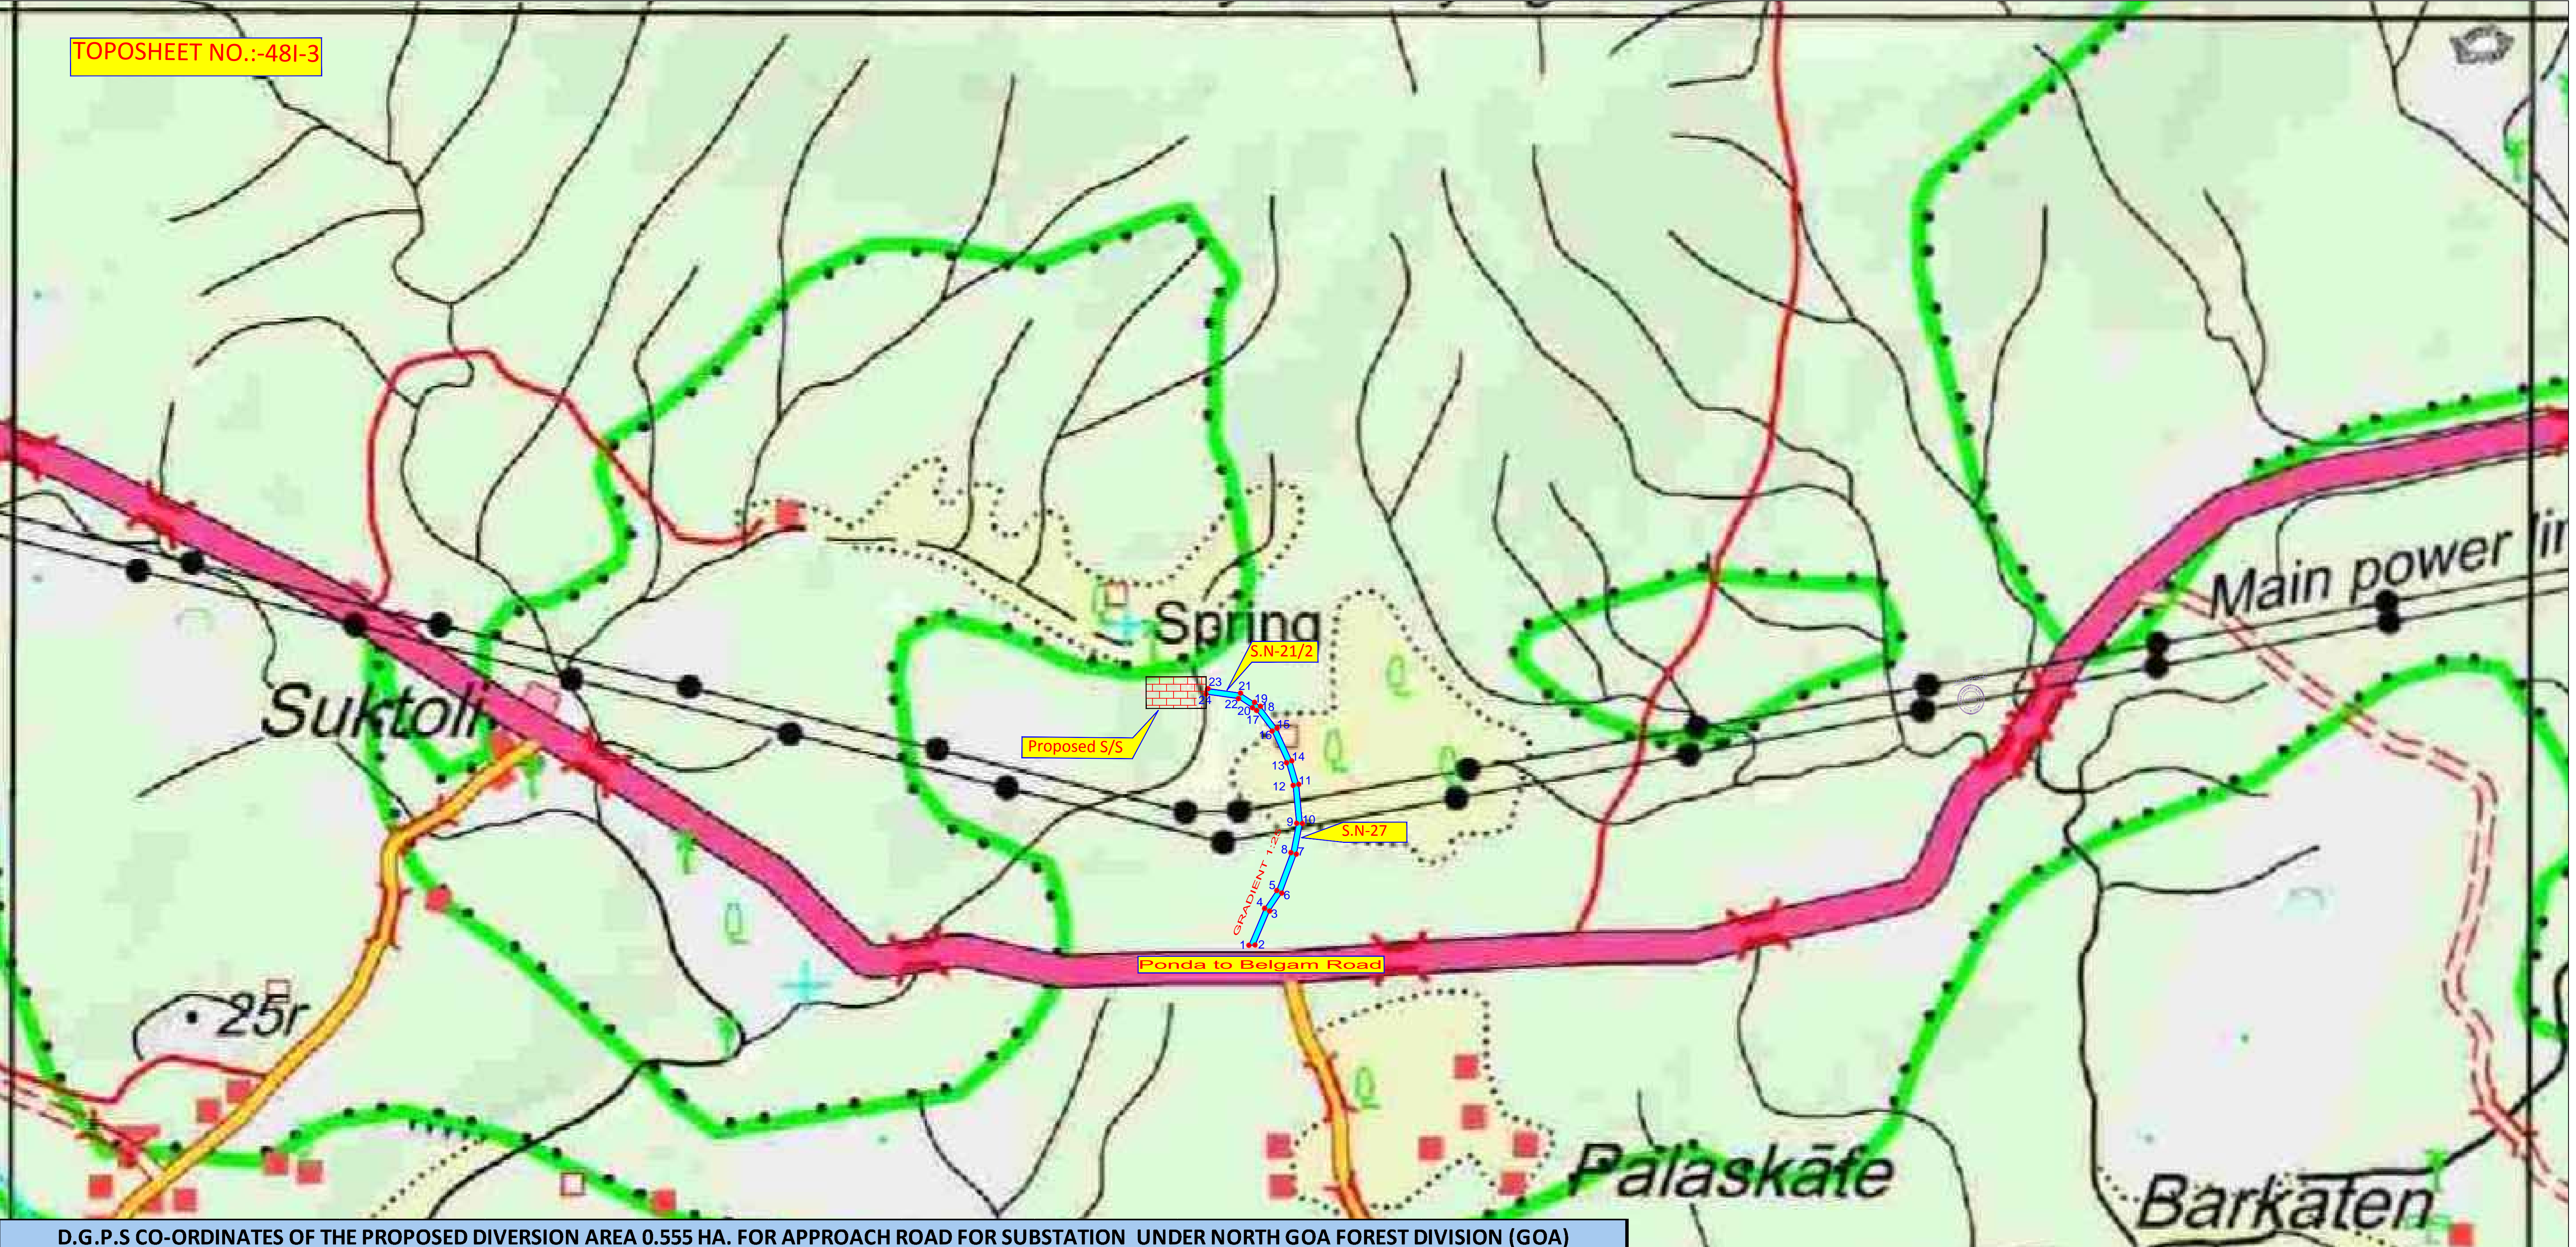 TOPOSHEET NO.:-48I-3
Main power lin
Spring
S.N-21/2
23
21
24
22
19
18
20
17
15
16
Suktoli
Proposed S/S
14
13
11
12
9
10
S.N-27
8
7
GRADIENT 1:25
5
6
4
3
1
2
Ponda to Belgam Road
25r
Palaskāte
Barkaten
D.G.P.S CO-ORDINATES OF THE PROPOSED DIVERSION AREA 0.555 HA. FOR APPROACH ROAD FOR SUBSTATION UNDER NORTH GOA FOREST DIVISION (GOA)